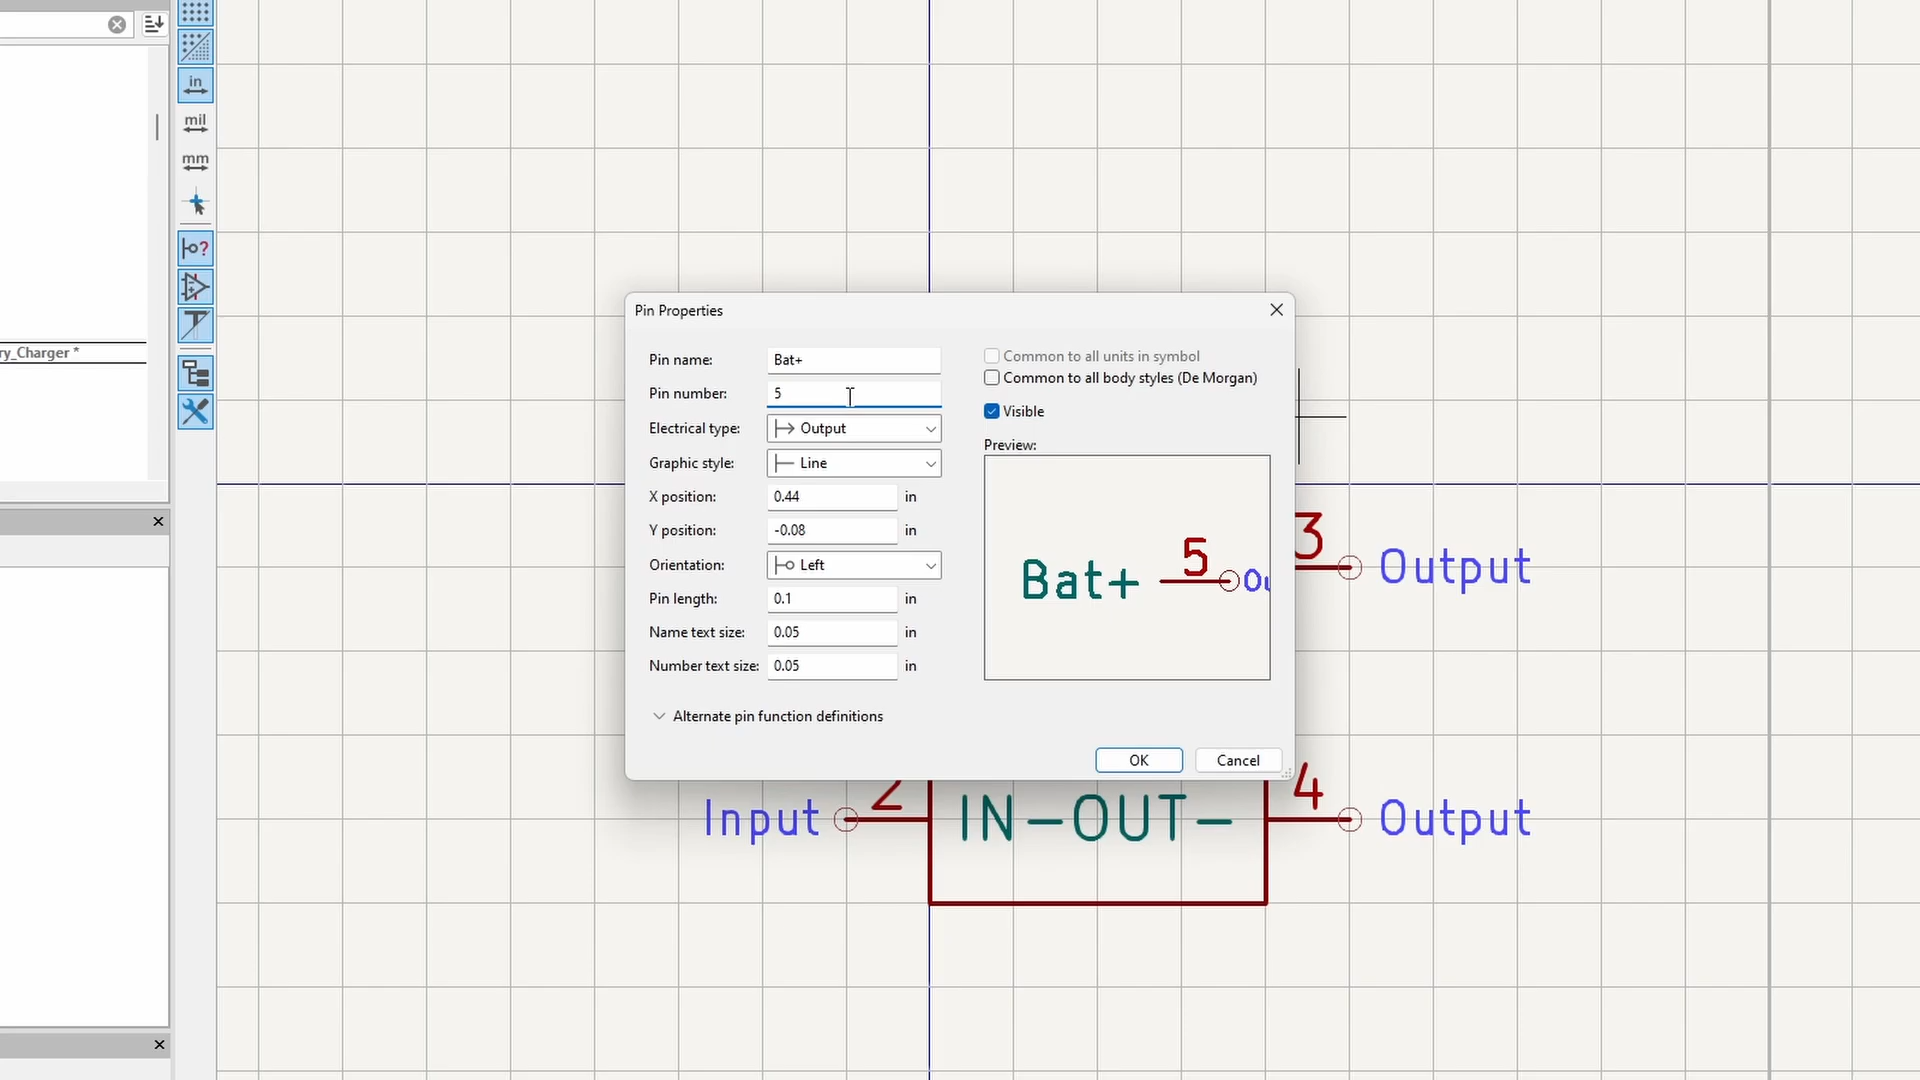 in
mil
mm
ry_Charger *
Pin Properties
Pin name:
Bat+
Pin number:
5
Electrical type:
Output
Graphic style:
Line
X position:
0.44
in
Y position:
-0.08
in
Orientation:
Left
Pin length:
0.1
in
Name text size:
0.05
in
Number text size:
0.05
in
Alternate pin function definitions
Common to all units in symbol
Common to all body styles (De Morgan)
Visible
Preview:
Bat+
5
Ou
OK
Cancel
3
Output
Input
2
IN-OUT-
4
Output